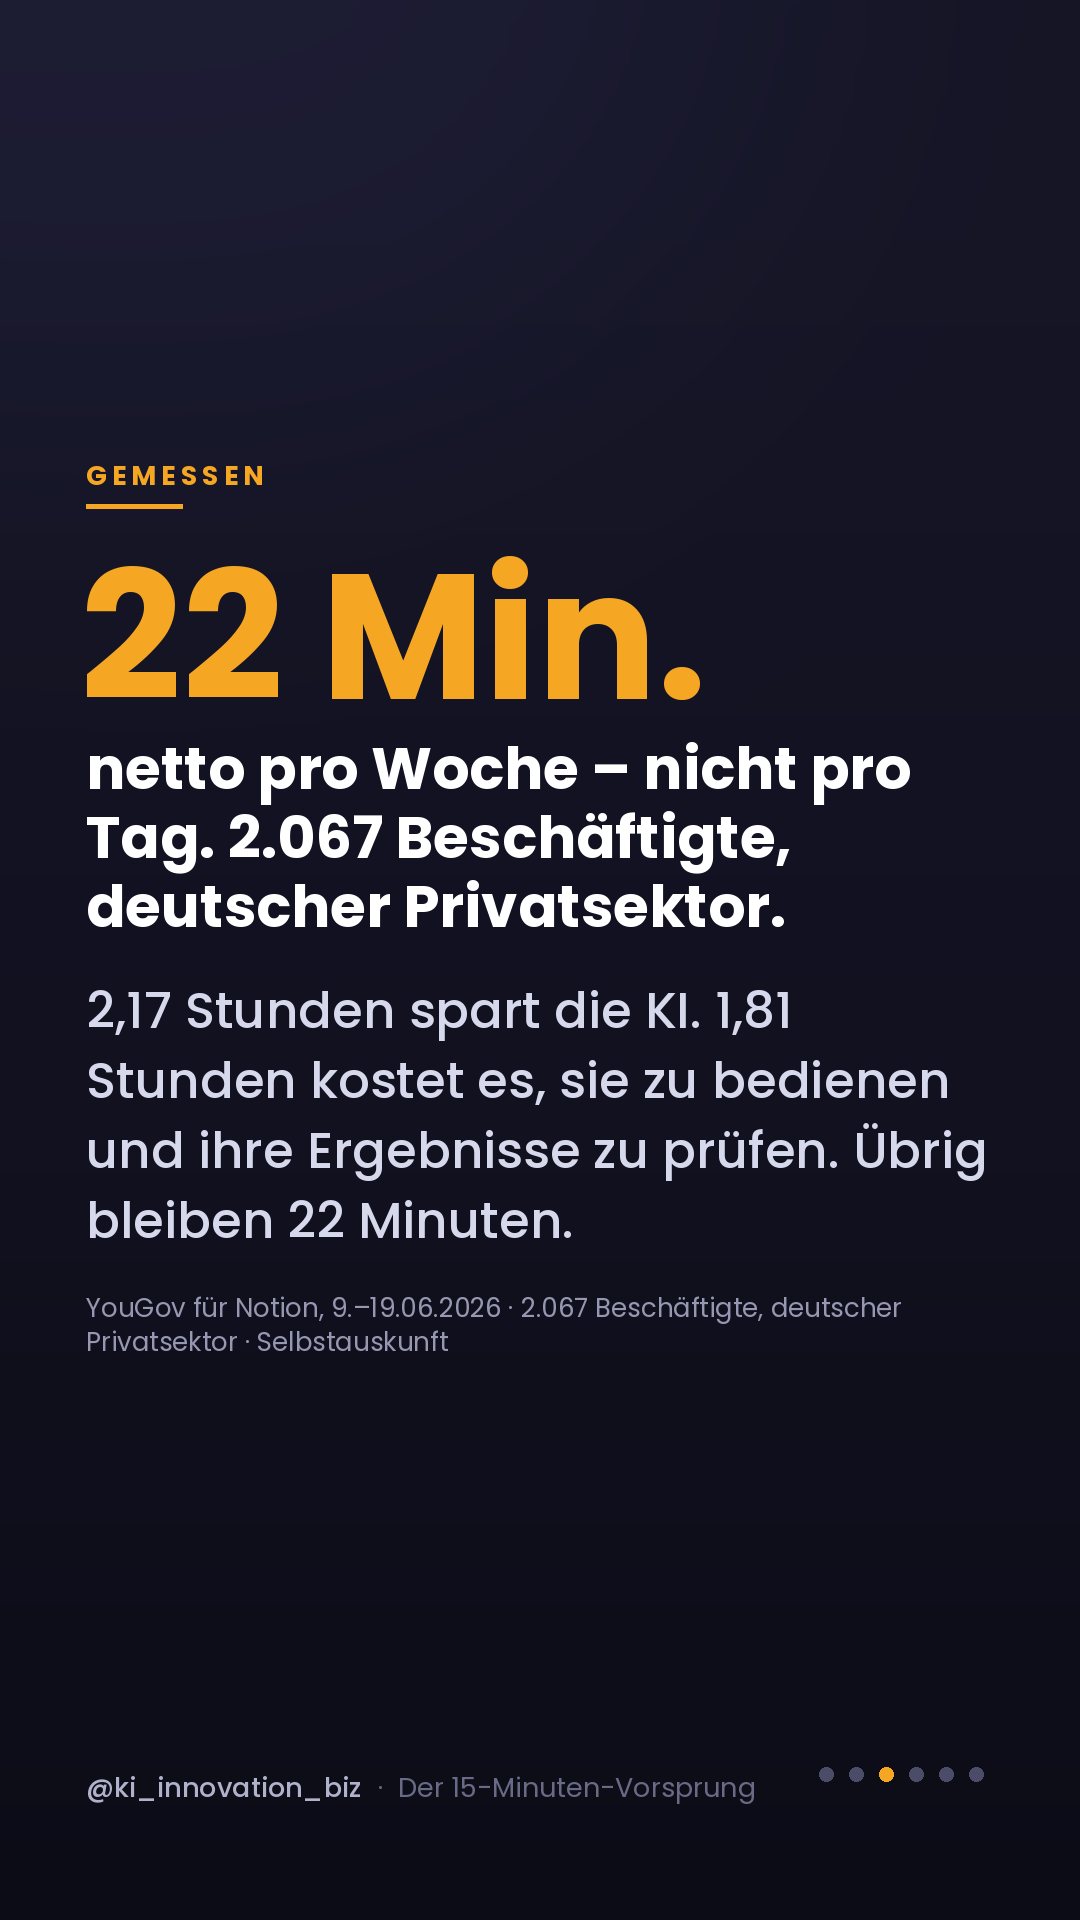 GEMESSEN
22 Min.
netto pro Woche – nicht pro
Tag. 2.067 Beschäftigte,
deutscher Privatsektor.
2,17 Stunden spart die KI. 1,81
Stunden kostet es, sie zu bedienen
und ihre Ergebnisse zu prüfen. Übrig
bleiben 22 Minuten.
YouGov für Notion, 9.–19.06.2026 · 2.067 Beschäftigte, deutscher
Privatsektor · Selbstauskunft
@ki_innovation_biz · Der 15-Minuten-Vorsprung